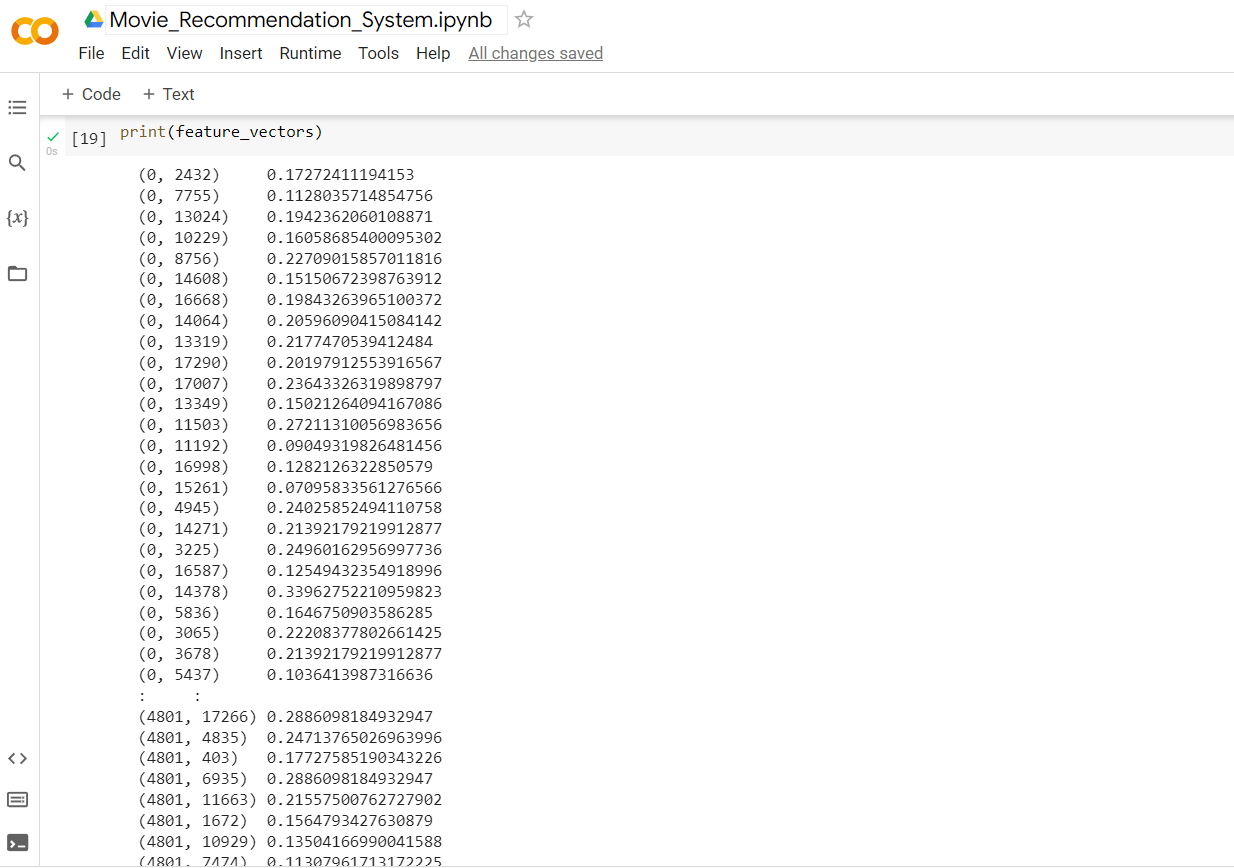 Movie_Recommendation_System.ipynb
File Edit View Insert Runtime Tools Help All changes saved
+ Code + Text
[19] print(feature_vectors)
0s
(0, 2432) 0.17272411194153
(0, 7755) 0.1128035714854756
(0, 13024) 0.1942362060108871
(0, 10229) 0.16058685400095302
(0, 8756) 0.22709015857011816
(0, 14608) 0.15150672398763912
(0, 16668) 0.19843263965100372
(0, 14064) 0.20596090415084142
(0, 13319) 0.2177470539412484
(0, 17290) 0.20197912553916567
(0, 17007) 0.23643326319898797
(0, 13349) 0.15021264094167086
(0, 11503) 0.27211310056983656
(0, 11192) 0.09049319826481456
(0, 16998) 0.1282126322850579
(0, 15261) 0.07095833561276566
(0, 4945) 0.24025852494110758
(0, 14271) 0.21392179219912877
(0, 3225) 0.24960162956997736
(0, 16587) 0.12549432354918996
(0, 14378) 0.33962752210959823
(0, 5836) 0.1646750903586285
(0, 3065) 0.22208377802661425
(0, 3678) 0.21392179219912877
(0, 5437) 0.1036413987316636
: :
(4801, 17266) 0.2886098184932947
(4801, 4835) 0.24713765026963996
(4801, 403) 0.17727585190343226
(4801, 6935) 0.2886098184932947
(4801, 11663) 0.21557500762727902
(4801, 1672) 0.1564793427630879
(4801, 10929) 0.13504166990041588
(4801, 7474) 0.11307961713172225